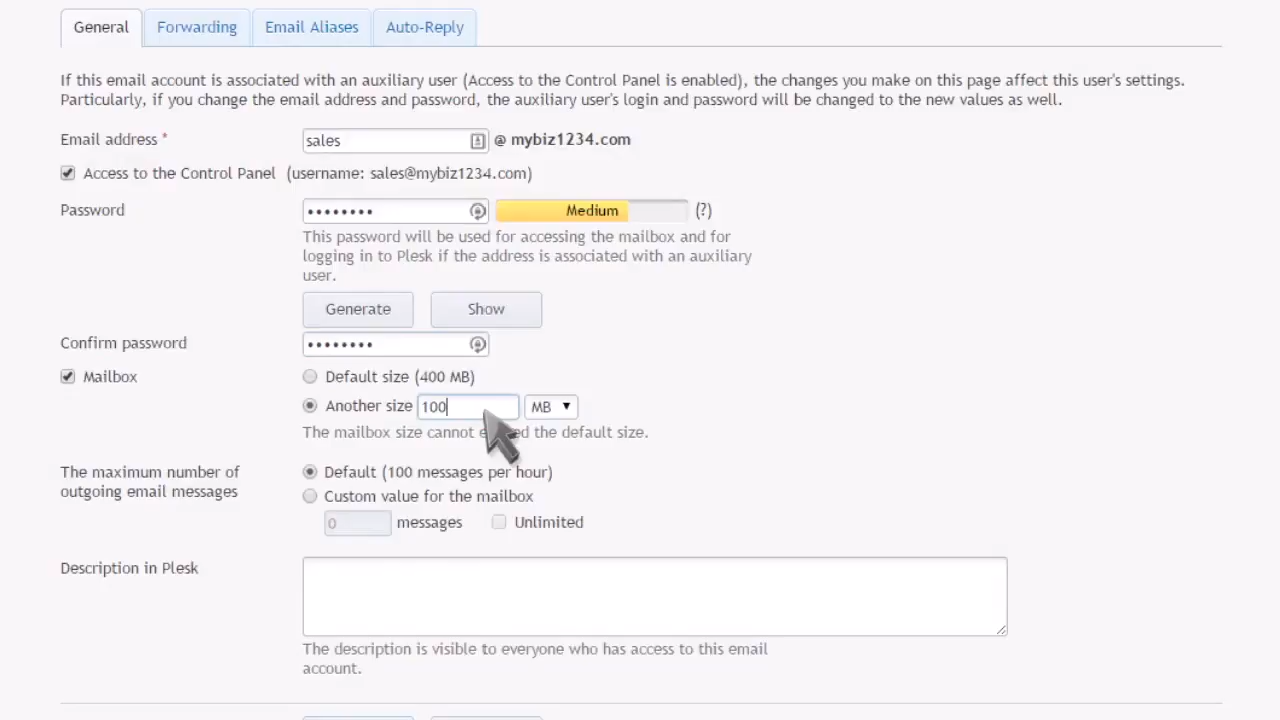 General Forwarding Email Aliases Auto-Reply
If this email account is associated with an auxiliary user (Access to the Control Panel is enabled), the changes you make on this page affect this user's settings.
Particularly, if you change the email address and password, the auxiliary user's login and password will be changed to the new values as well.
Email address * sales @ mybiz1234.com
Access to the Control Panel (username: sales@mybiz1234.com)
Password •••••••• Medium (?)
This password will be used for accessing the mailbox and for
logging in to Plesk if the address is associated with an auxiliary
user.
Generate Show
Confirm password ••••••••
Mailbox Default size (400 MB)
Another size 100 MB
The mailbox size cannot the default size.
The maximum number of
outgoing email messages
Default (100 messages per hour)
Custom value for the mailbox
0 messages Unlimited
Description in Plesk
The description is visible to everyone who has access to this email
account.